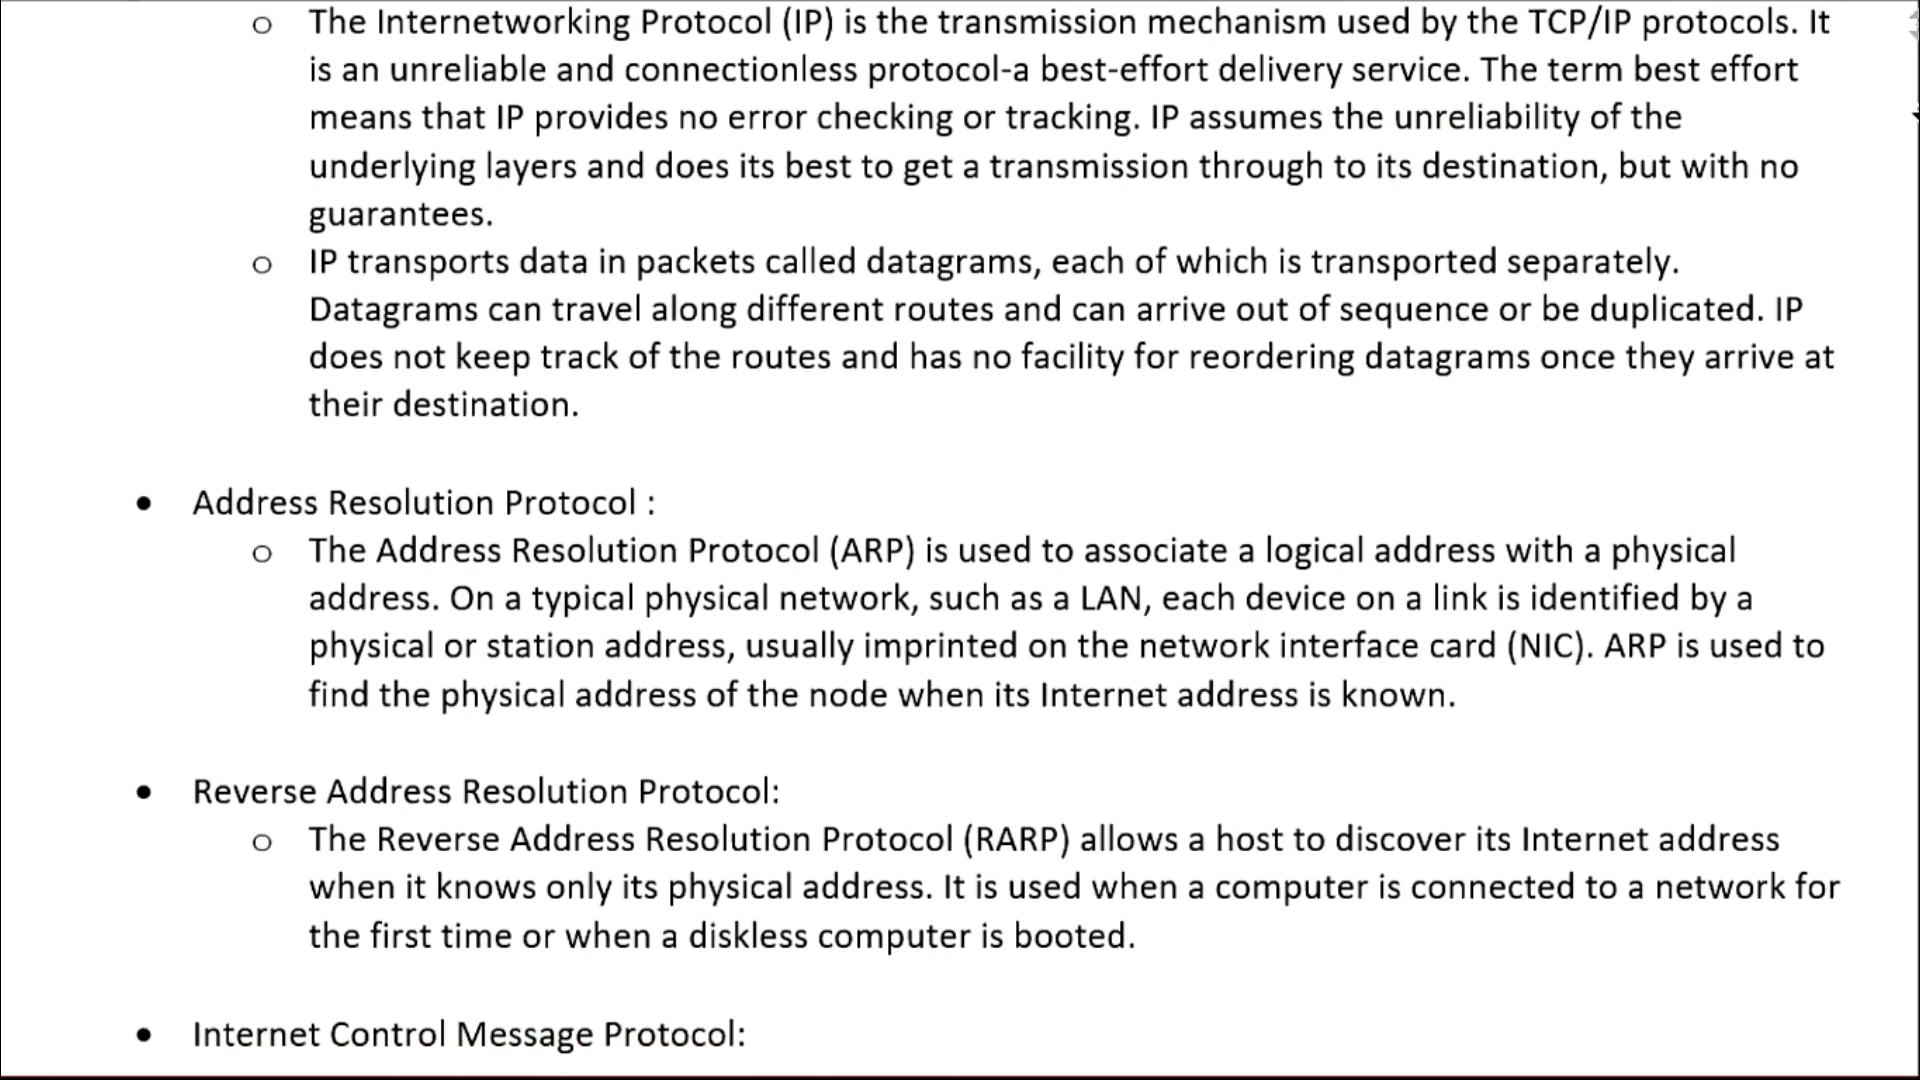 o The Internetworking Protocol (IP) is the transmission mechanism used by the TCP/IP protocols. It
is an unreliable and connectionless protocol-a best-effort delivery service. The term best effort
means that IP provides no error checking or tracking. IP assumes the unreliability of the
underlying layers and does its best to get a transmission through to its destination, but with no
guarantees.
o IP transports data in packets called datagrams, each of which is transported separately.
Datagrams can travel along different routes and can arrive out of sequence or be duplicated. IP
does not keep track of the routes and has no facility for reordering datagrams once they arrive at
their destination.
• Address Resolution Protocol :
o The Address Resolution Protocol (ARP) is used to associate a logical address with a physical
address. On a typical physical network, such as a LAN, each device on a link is identified by a
physical or station address, usually imprinted on the network interface card (NIC). ARP is used to
find the physical address of the node when its Internet address is known.
• Reverse Address Resolution Protocol:
o The Reverse Address Resolution Protocol (RARP) allows a host to discover its Internet address
when it knows only its physical address. It is used when a computer is connected to a network for
the first time or when a diskless computer is booted.
• Internet Control Message Protocol: